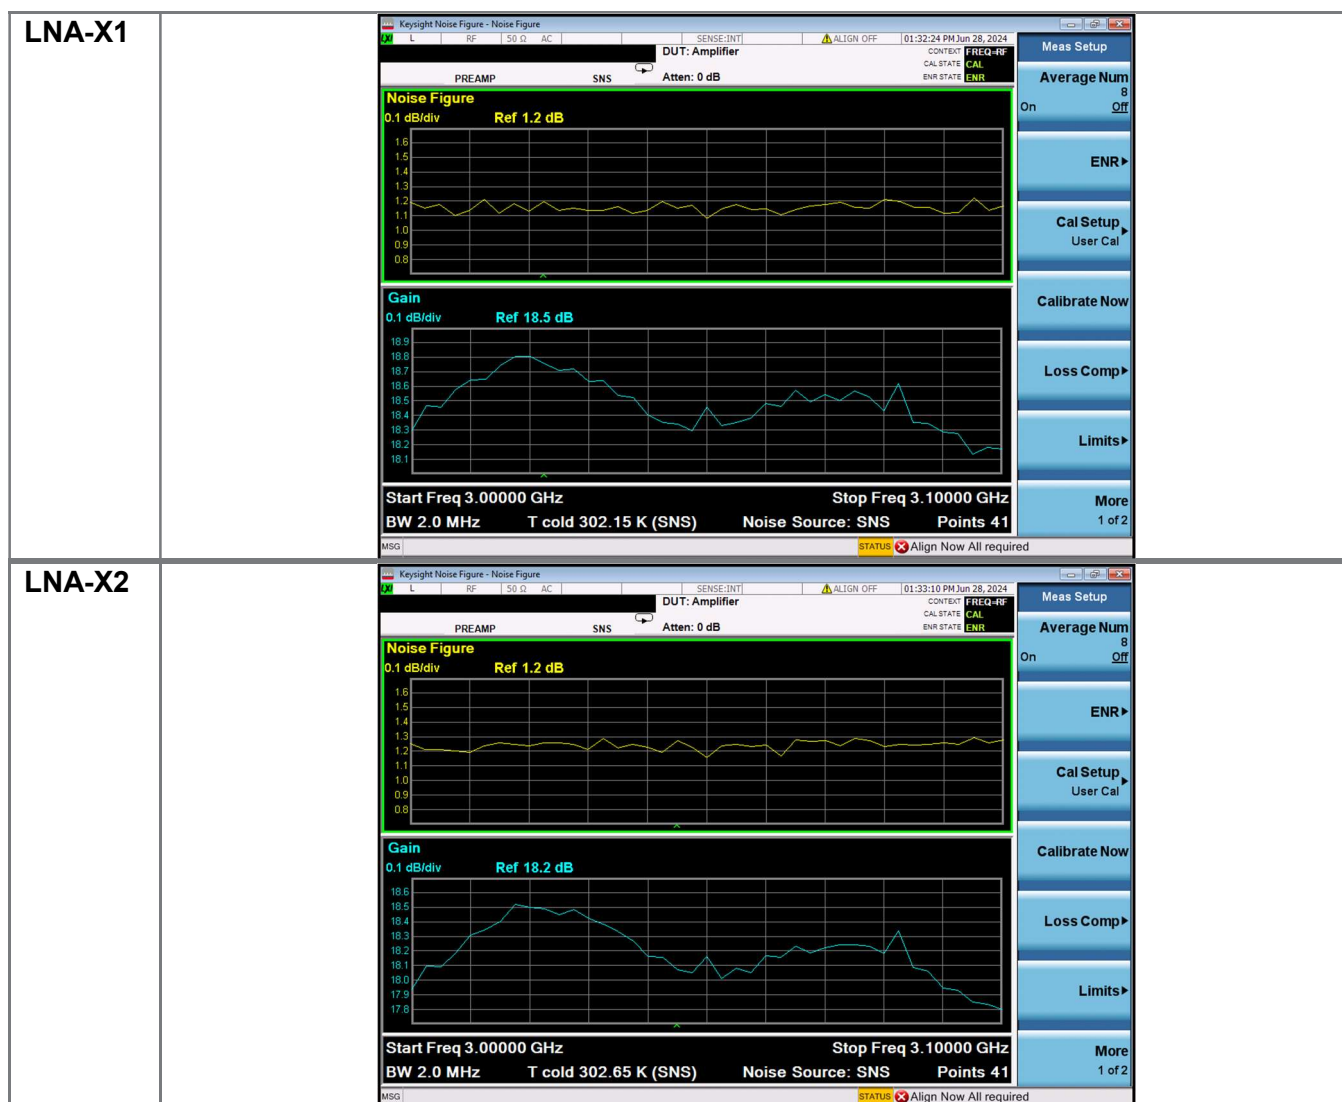 LNA-X1
Keysight Noise Figure - Noise Figure
LXI L RF 50 Ω AC SENSE:INT ALIGN OFF 01:32:24 PM Jun 28, 2024
DUT: Amplifier CONTEXT FREQ=RF
CAL STATE CAL
PREAMP SNS Atten: 0 dB ENR STATE ENR
Meas Setup
Average Num
8
On Off
ENR
Cal Setup
User Cal
Calibrate Now
Loss Comp
Limits
More
1 of 2
Noise Figure
0.1 dB/div Ref 1.2 dB
1.6
1.5
1.4
1.3
1.2
1.1
1.0
0.9
0.8
Gain
0.1 dB/div Ref 18.5 dB
18.9
18.8
18.7
18.6
18.5
18.4
18.3
18.2
18.1
Start Freq 3.00000 GHz Stop Freq 3.10000 GHz
BW 2.0 MHz T cold 302.15 K (SNS) Noise Source: SNS Points 41
MSG STATUS Align Now All required
LNA-X2
Keysight Noise Figure - Noise Figure
LXI L RF 50 Ω AC SENSE:INT ALIGN OFF 01:33:10 PM Jun 28, 2024
DUT: Amplifier CONTEXT FREQ=RF
CAL STATE CAL
PREAMP SNS Atten: 0 dB ENR STATE ENR
Meas Setup
Average Num
8
On Off
ENR
Cal Setup
User Cal
Calibrate Now
Loss Comp
Limits
More
1 of 2
Noise Figure
0.1 dB/div Ref 1.2 dB
1.6
1.5
1.4
1.3
1.2
1.1
1.0
0.9
0.8
Gain
0.1 dB/div Ref 18.2 dB
18.6
18.5
18.4
18.3
18.2
18.1
18.0
17.9
17.8
Start Freq 3.00000 GHz Stop Freq 3.10000 GHz
BW 2.0 MHz T cold 302.65 K (SNS) Noise Source: SNS Points 41
MSG STATUS Align Now All required